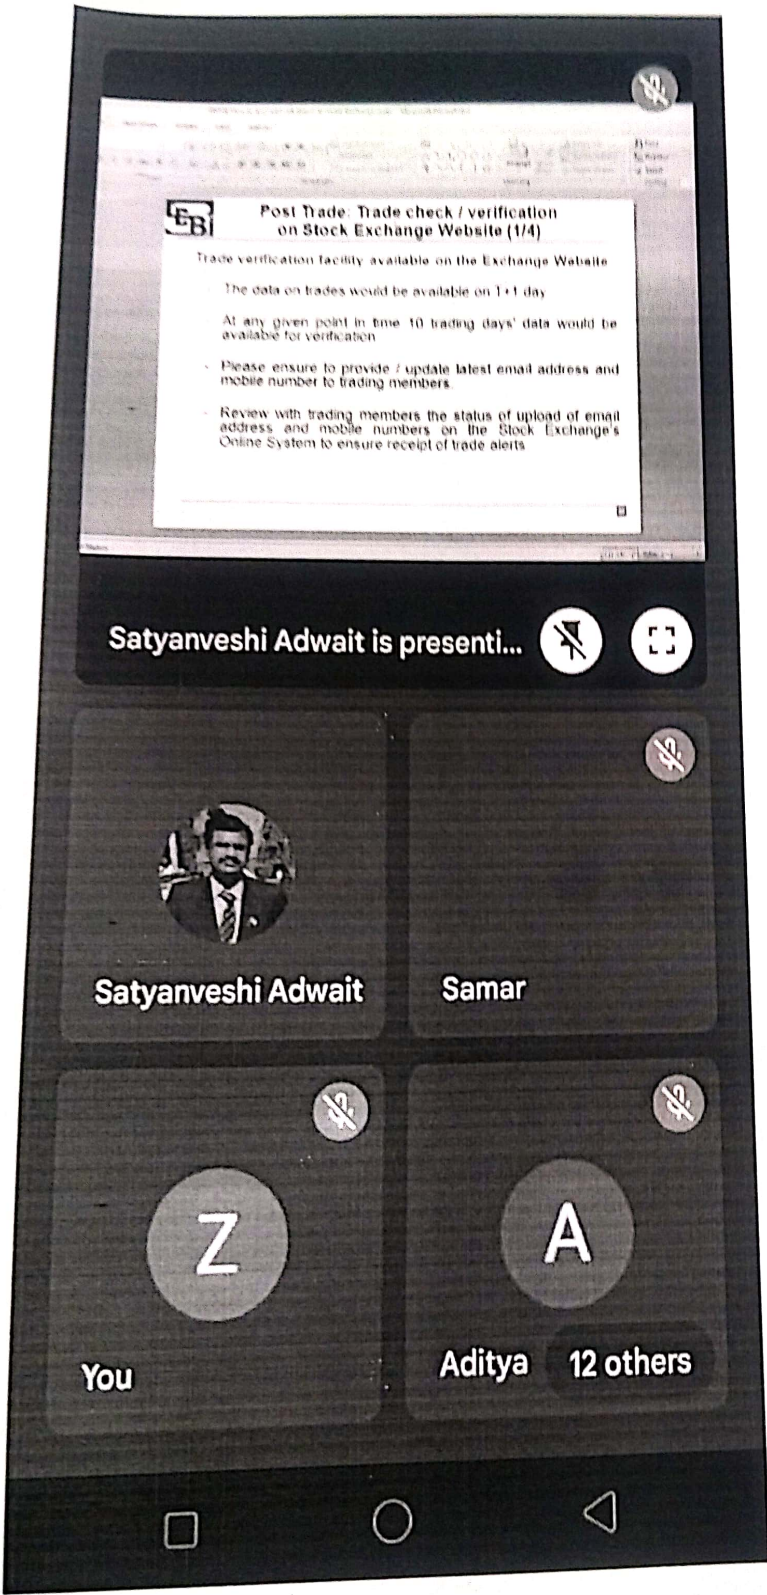 SEBI
Post Trade: Trade check / verification
on Stock Exchange Website (1/4)
Trade verification facility available on the Exchange Website
The data on trades would be available on T+1 day
At any given point in time 10 trading days' data would be
available for verification
Please ensure to provide / update latest email address and
mobile number to trading members.
Review with trading members the status of upload of email
address and mobile numbers on the Stock Exchange's
Online System to ensure receipt of trade alerts
Satyanveshi Adwait is presenti...
Satyanveshi Adwait
Samar
Z
You
A
Aditya
12 others